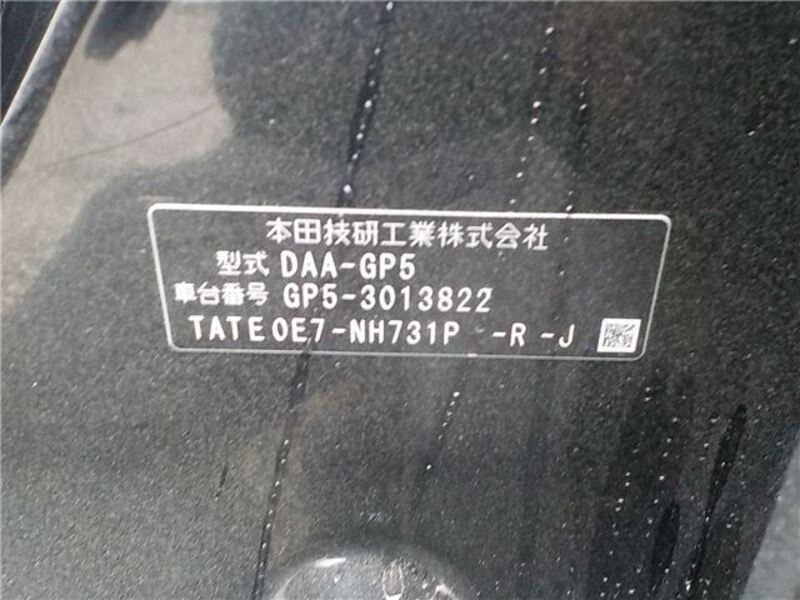 本田技研工業株式会社
型式 DAA-GP5
車台番号 GP5-3013822
TATE0E7-NH731P -R -J